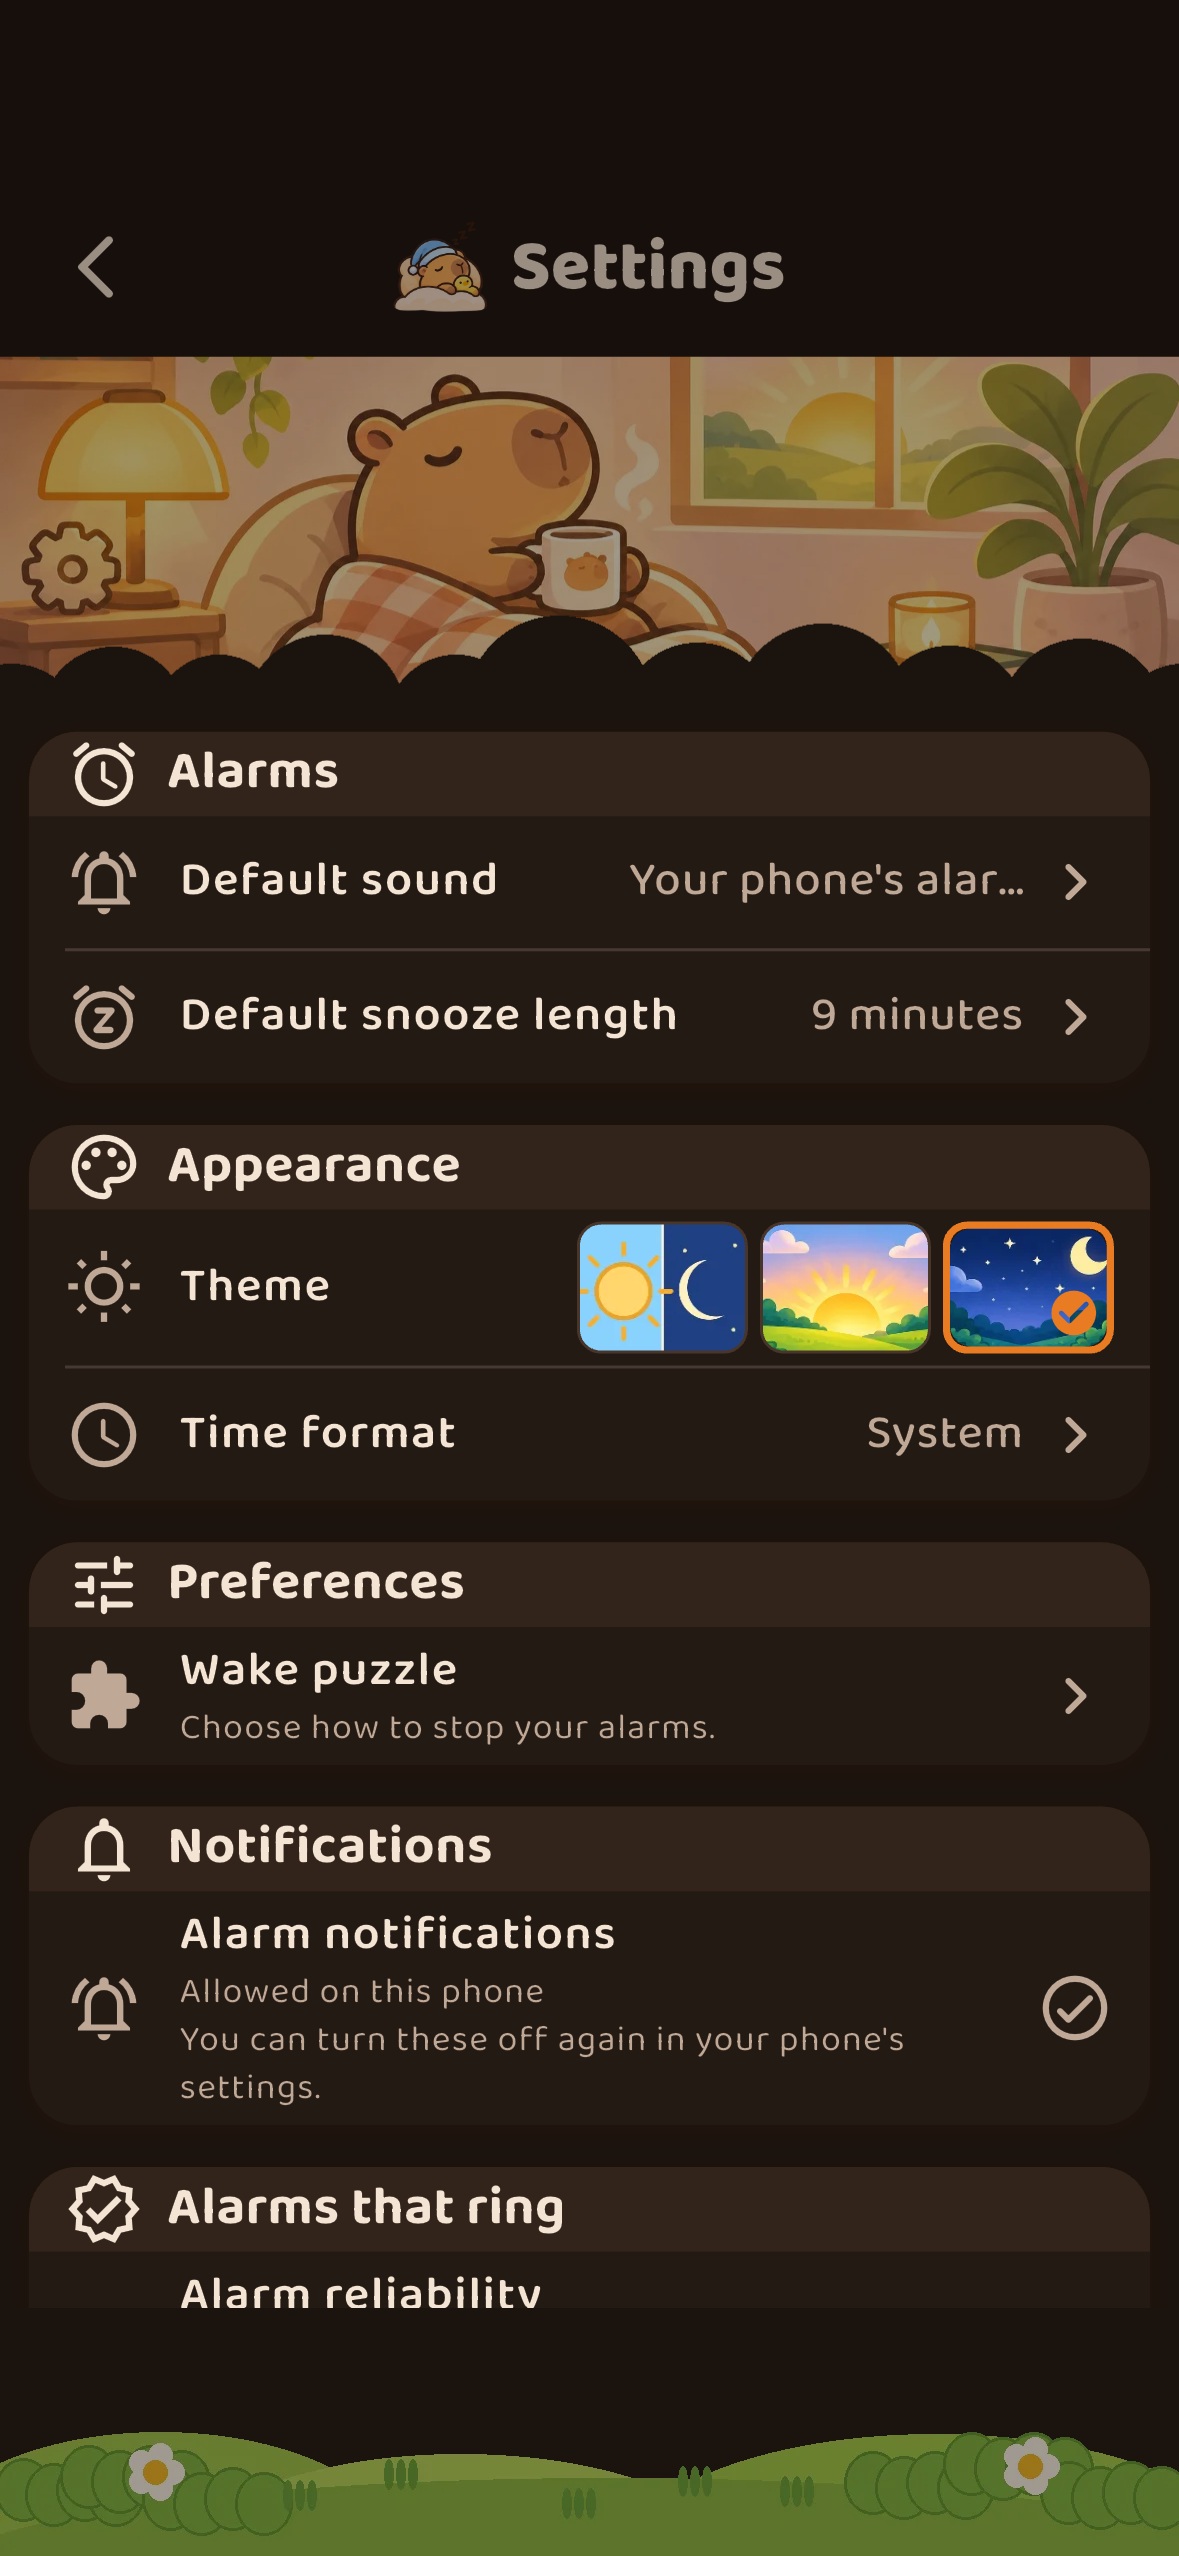 Settings
Alarms
Default sound
Your phone's alar...
Default snooze length
9 minutes
Appearance
Theme
Time format
System
Preferences
Wake puzzle
Choose how to stop your alarms.
Notifications
Alarm notifications
Allowed on this phone
You can turn these off again in your phone's
settings.
Alarms that ring
Alarm reliability